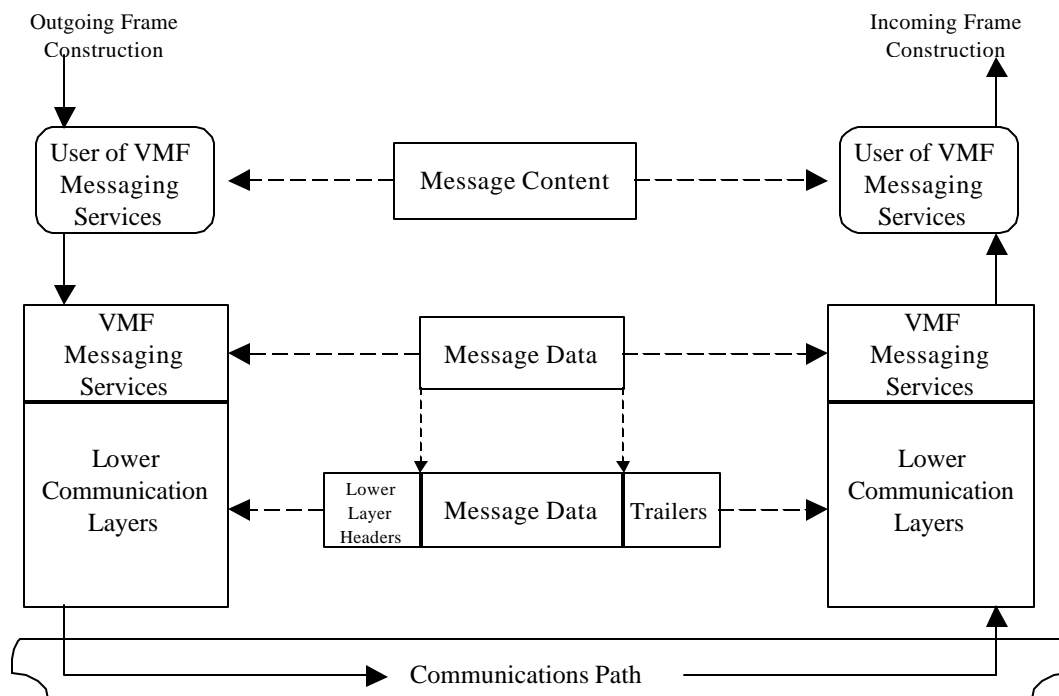 Outgoing Frame
Construction
Incoming Frame
Construction
User of VMF
Messaging
Services
Message Content
User of VMF
Messaging
Services
VMF
Messaging
Services
Message Data
VMF
Messaging
Services
Lower
Communication
Layers
Lower
Layer
Headers
Message Data
Trailers
Lower
Communication
Layers
Communications Path